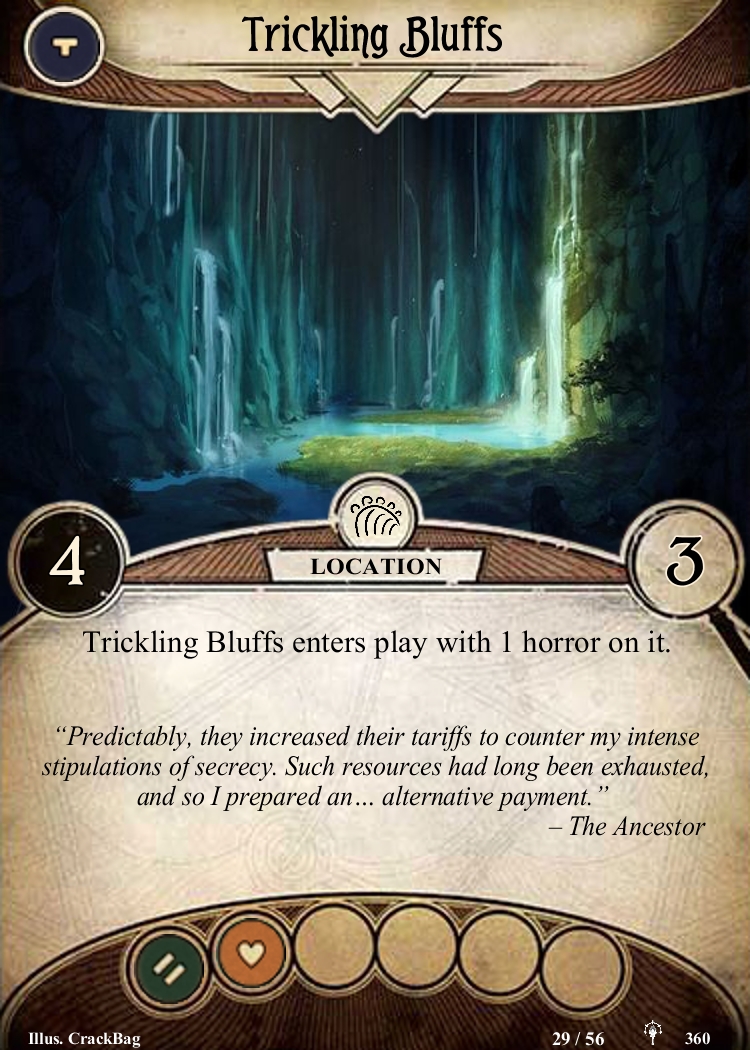 Trickling Bluffs
4
LOCATION
3
Trickling Bluffs enters play with 1 horror on it.
“Predictably, they increased their tariffs to counter my intense
stipulations of secrecy. Such resources had long been exhausted,
and so I prepared an… alternative payment.”
– The Ancestor
Illus. CrackBag
29 / 56
360